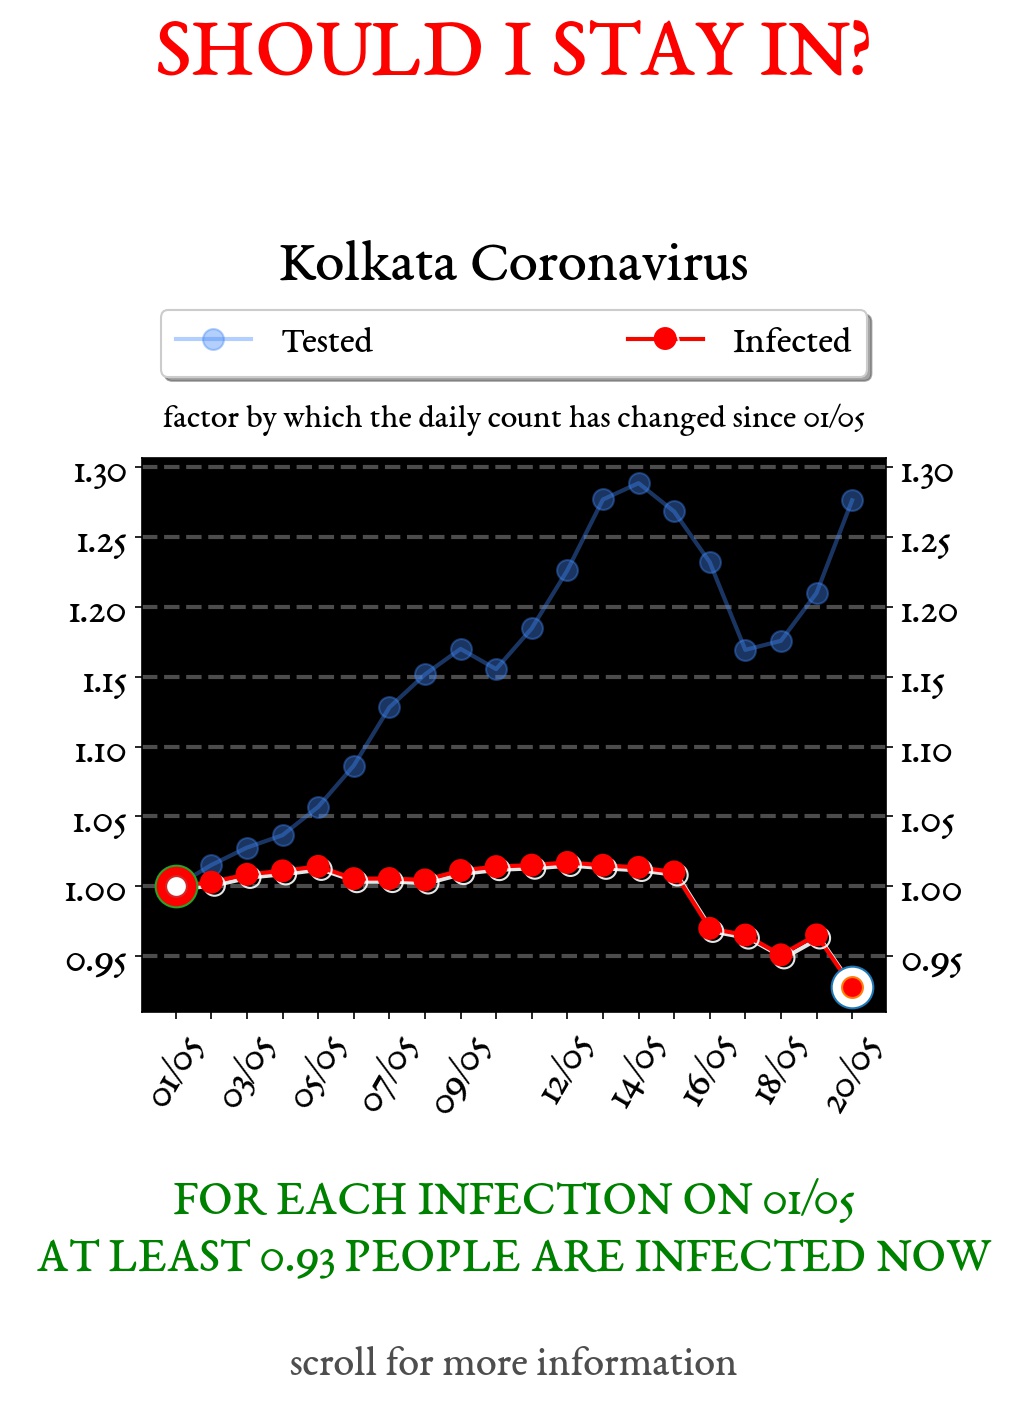 SHOULD I STAY IN?
Kolkata Coronavirus
Tested Infected
factor by which the daily count has changed since 01/05
1.30 1.30
1.25 1.25
1.20 1.20
1.15 1.15
1.10 1.10
1.05 1.05
1.00 1.00
0.95 0.95
01/05 03/05 05/05 07/05 09/05 12/05 14/05 16/05 18/05 20/05
FOR EACH INFECTION ON 01/05
AT LEAST 0.93 PEOPLE ARE INFECTED NOW
scroll for more information